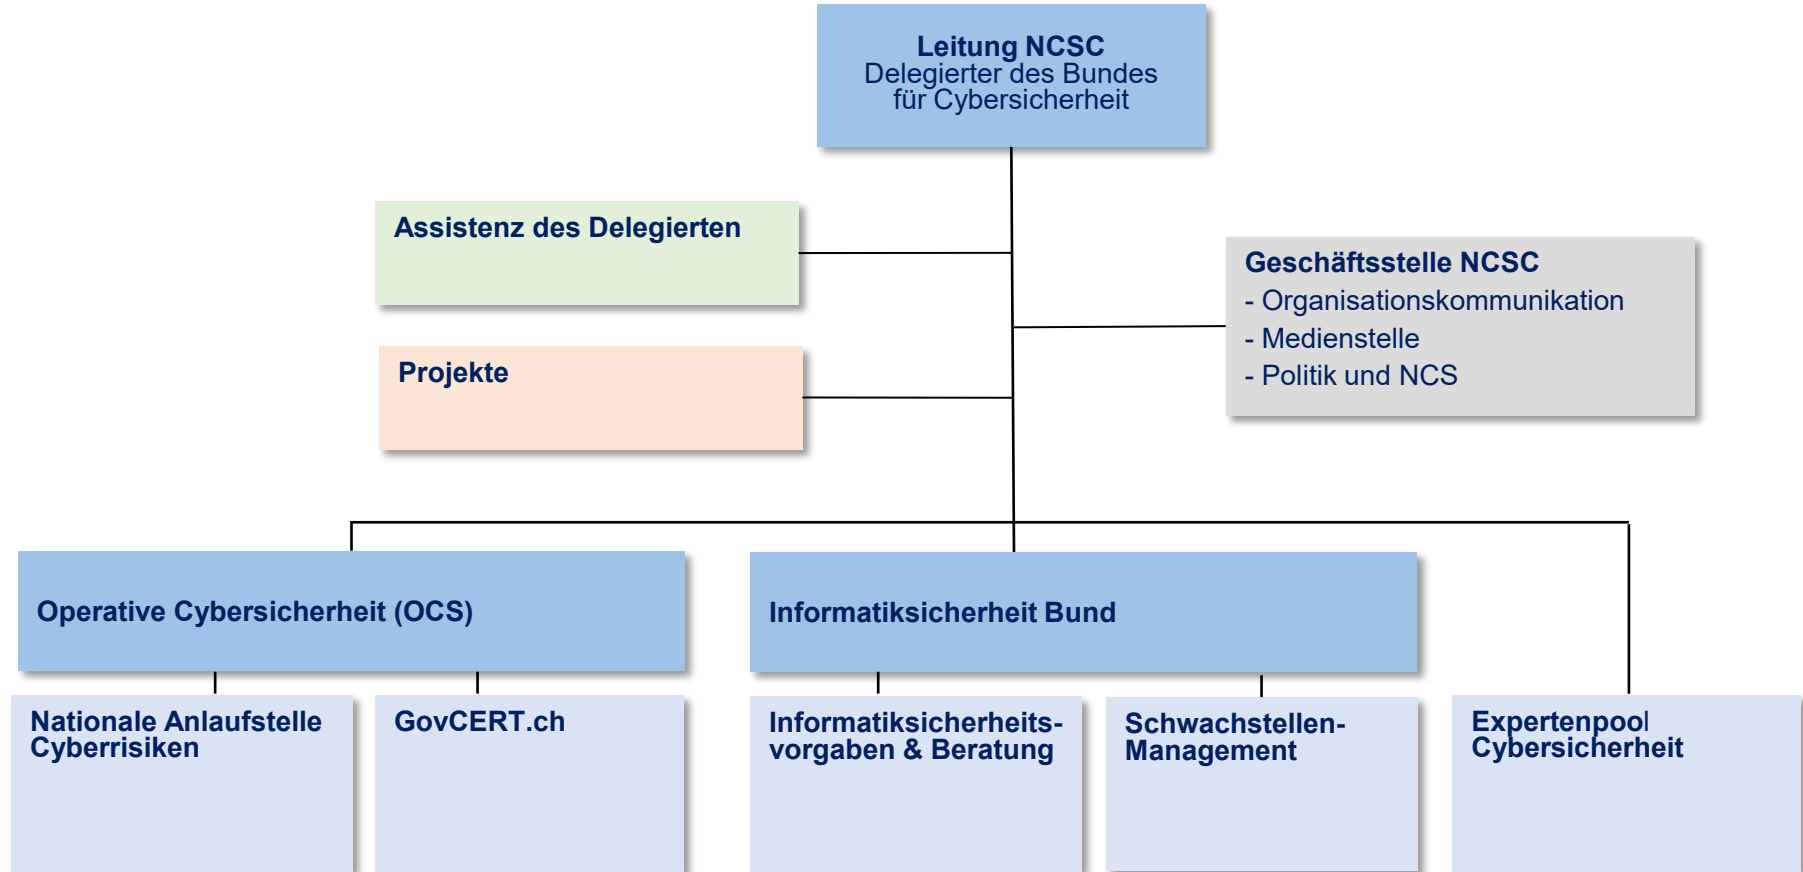 Leitung NCSC
Delegierter des Bundes
für Cybersicherheit
Assistenz des Delegierten
Geschäftsstelle NCSC
- Organisationskommunikation
- Medienstelle
- Politik und NCS
Projekte
Operative Cybersicherheit (OCS)
Informatiksicherheit Bund
Nationale Anlaufstelle
Cyberrisiken
GovCERT.ch
Informatiksicherheits-
vorgaben & Beratung
Schwachstellen-
Management
Expertenpool
Cybersicherheit